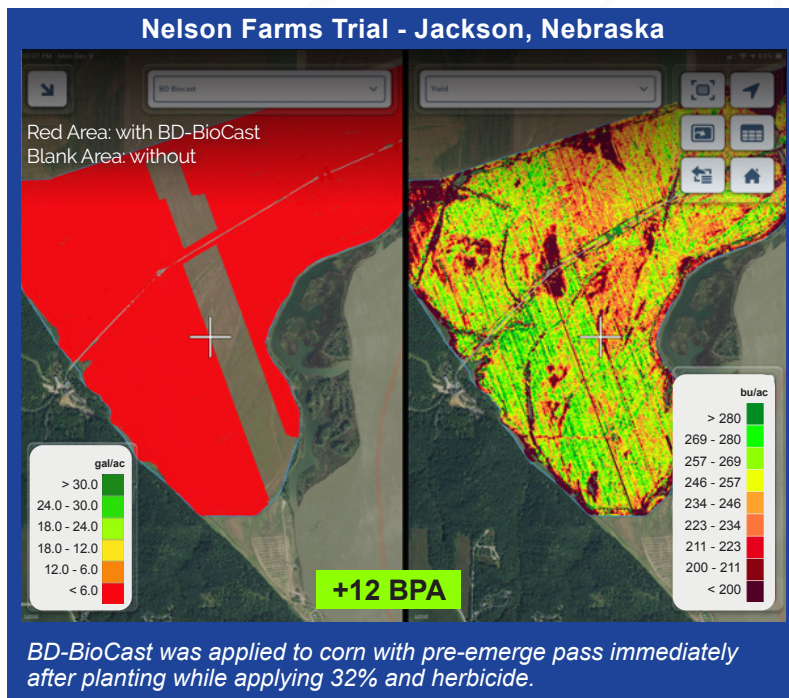 Nelson Farms Trial - Jackson, Nebraska
BD Biocast
Yield
Red Area: with BD-BioCast
Blank Area: without
gal/ac
> 30.0
24.0 - 30.0
18.0 - 24.0
18.0 - 12.0
12.0 - 6.0
< 6.0
bu/ac
> 280
269 - 280
257 - 269
246 - 257
234 - 246
223 - 234
211 - 223
200 - 211
< 200
+12 BPA
BD-BioCast was applied to corn with pre-emerge pass immediately
after planting while applying 32% and herbicide.